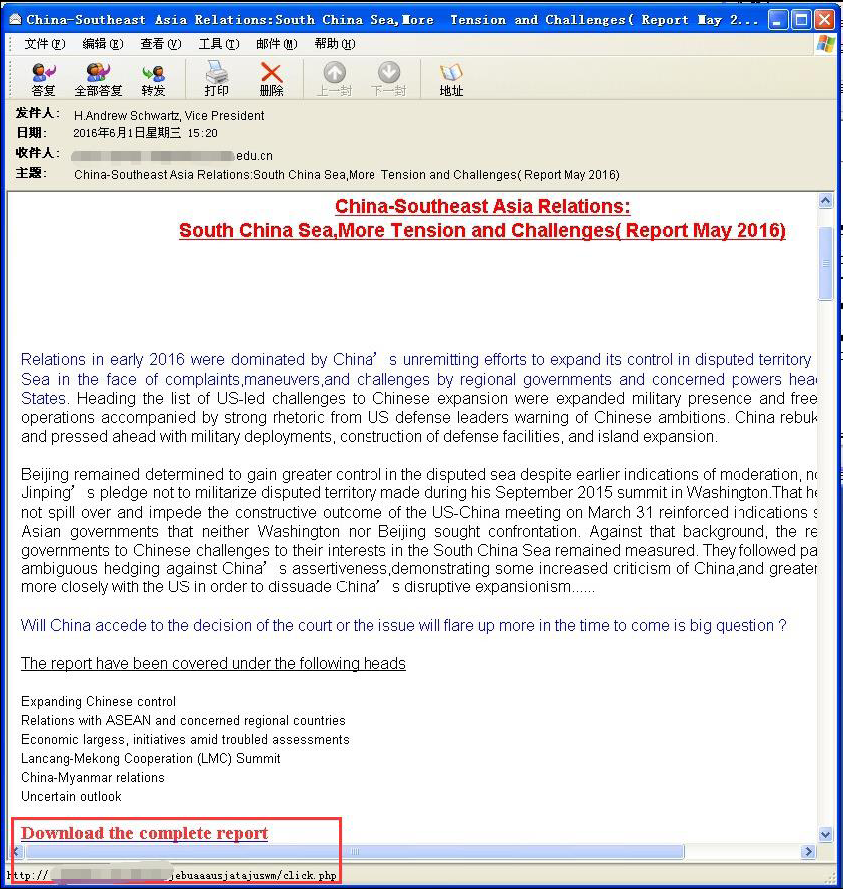 China-Southeast Asia Relations:South China Sea,More Tension and Challenges( Report May 2...
文件(F) 编辑(E) 查看(V) 工具(T) 邮件(M) 帮助(H)
答复 全部答复 转发 打印 删除 上一封 下一封 地址
发件人: H.Andrew Schwartz, Vice President
日期: 2016年6月1日星期三 15:20
收件人: edu.cn
主题: China-Southeast Asia Relations:South China Sea,More Tension and Challenges( Report May 2016)
China-Southeast Asia Relations:
South China Sea,More Tension and Challenges( Report May 2016)
Relations in early 2016 were dominated by China’s unremitting efforts to expand its control in disputed territory
Sea in the face of complaints,maneuvers,and challenges by regional governments and concerned powers hea
States. Heading the list of US-led challenges to Chinese expansion were expanded military presence and free
operations accompanied by strong rhetoric from US defense leaders warning of Chinese ambitions. China rebuk
and pressed ahead with military deployments, construction of defense facilities, and island expansion.
Beijing remained determined to gain greater control in the disputed sea despite earlier indications of moderation, no
Jinping’s pledge not to militarize disputed territory made during his September 2015 summit in Washington.That he
not spill over and impede the constructive outcome of the US-China meeting on March 31 reinforced indications s
Asian governments that neither Washington nor Beijing sought confrontation. Against that background, the re
governments to Chinese challenges to their interests in the South China Sea remained measured. They followed pa
ambiguous hedging against China’s assertiveness,demonstrating some increased criticism of China,and greater
more closely with the US in order to dissuade China’s disruptive expansionism......
Will China accede to the decision of the court or the issue will flare up more in the time to come is big question ?
The report have been covered under the following heads
Expanding Chinese control
Relations with ASEAN and concerned regional countries
Economic largess, initiatives amid troubled assessments
Lancang-Mekong Cooperation (LMC) Summit
China-Myanmar relations
Uncertain outlook
Download the complete report
http:// jebuaaausjatajuswm/click.php